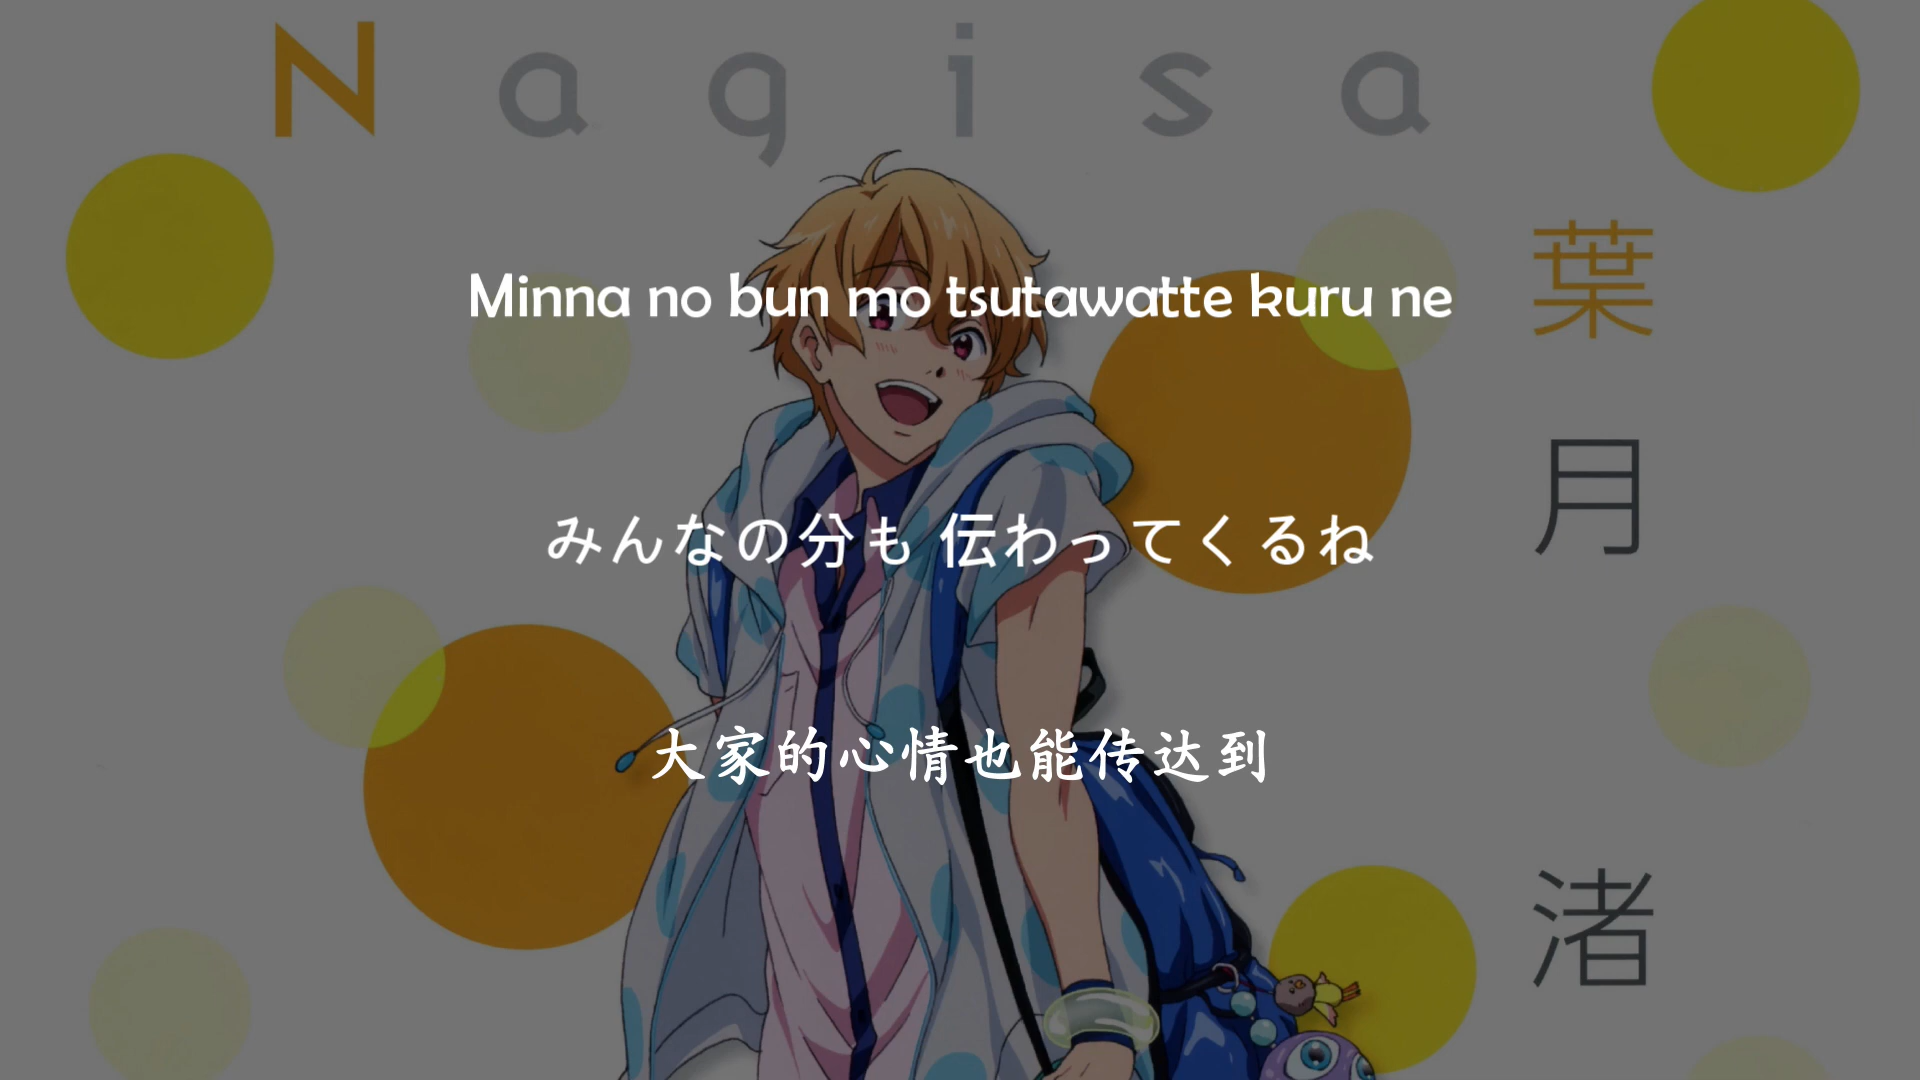 Nagisa
Minna no bun mo tsutawatte kuru ne
みんなの分も 伝わってくるね
大家的心情也能传达到
葉月 渚